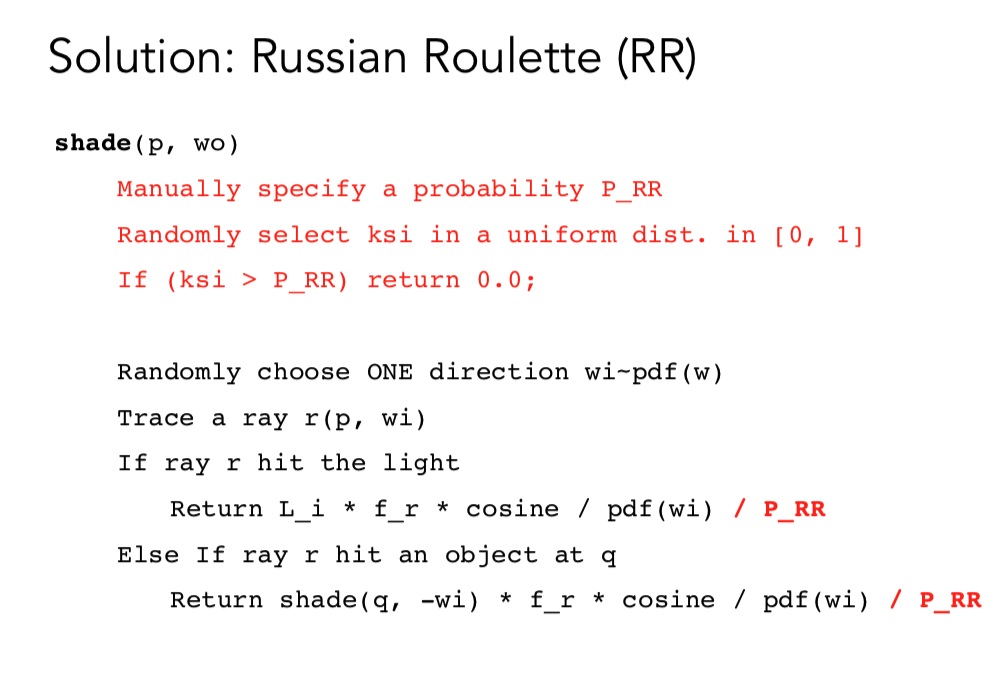 Solution: Russian Roulette (RR)
shade(p, wo)
Manually specify a probability P_RR
Randomly select ksi in a uniform dist. in [0, 1]
If (ksi > P_RR) return 0.0;
Randomly choose ONE direction wi~pdf(w)
Trace a ray r(p, wi)
If ray r hit the light
Return L_i * f_r * cosine / pdf(wi) / P_RR
Else If ray r hit an object at q
Return shade(q, -wi) * f_r * cosine / pdf(wi) / P_RR